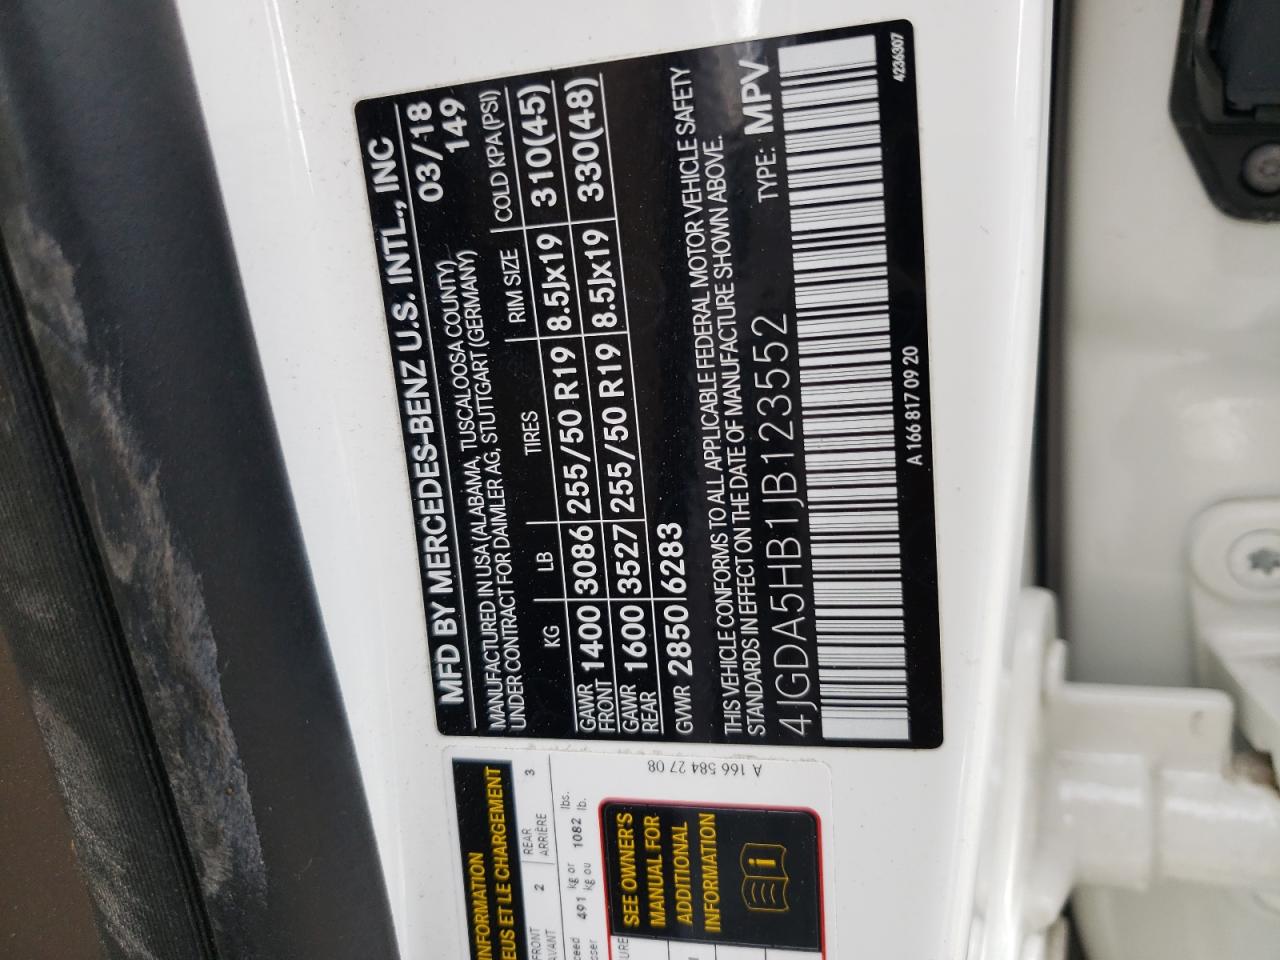 MFD BY MERCEDES-BENZ U.S. INTL., INC
MANUFACTURED IN USA (ALABAMA, TUSCALOOSA COUNTY) 03/18
UNDER CONTRACT FOR DAIMLER AG, STUTTGART (GERMANY) 149
KG LB TIRES RIM SIZE COLD KPA (PSI)
GAWR FRONT 1400 3086 255/50 R19 8.5Jx19 310(45)
GAWR REAR 1600 3527 255/50 R19 8.5Jx19 330(48)
GVWR 2850 6283
THIS VEHICLE CONFORMS TO ALL APPLICABLE FEDERAL MOTOR VEHICLE SAFETY
STANDARDS IN EFFECT ON THE DATE OF MANUFACTURE SHOWN ABOVE.
4JGDA5HB1JB123552 TYPE: MPV
A 166 817 09 20 4236307
INFORMATION
ET LE CHARGEMENT
FRONT 2 REAR 3
AVANT ARRIÈRE
491 kg or 1082 lbs.
kg ou lb.
SEE OWNER'S
MANUAL FOR
ADDITIONAL
INFORMATION
A 166 584 27 08